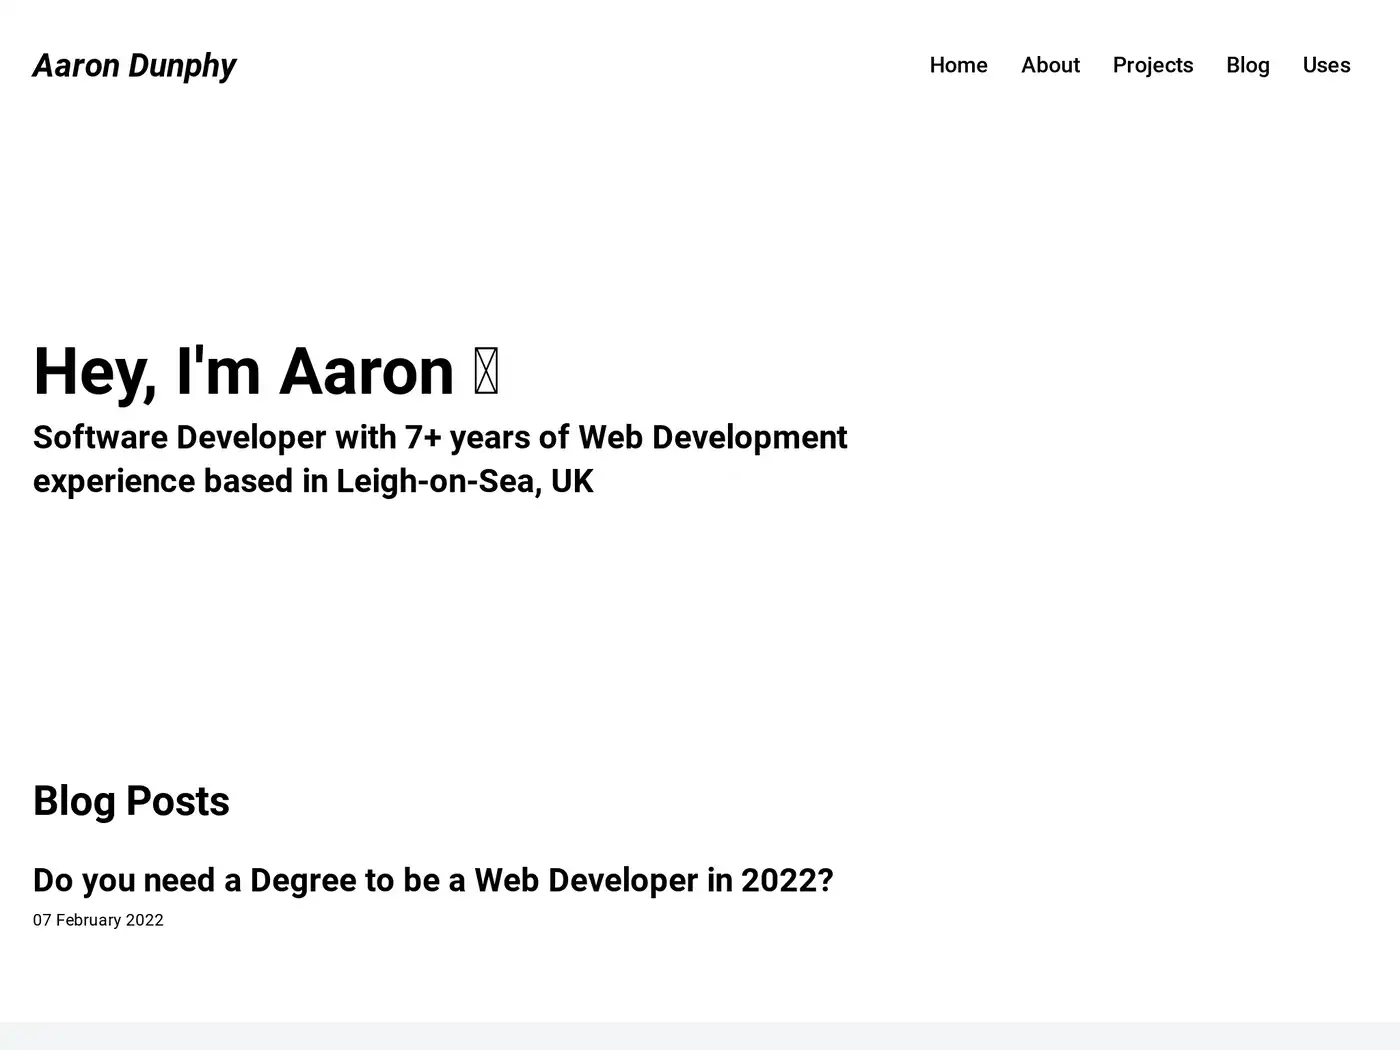 Aaron Dunphy
Home About Projects Blog Uses
Hey, I'm Aaron
Software Developer with 7+ years of Web Development
experience based in Leigh-on-Sea, UK
Blog Posts
Do you need a Degree to be a Web Developer in 2022?
07 February 2022